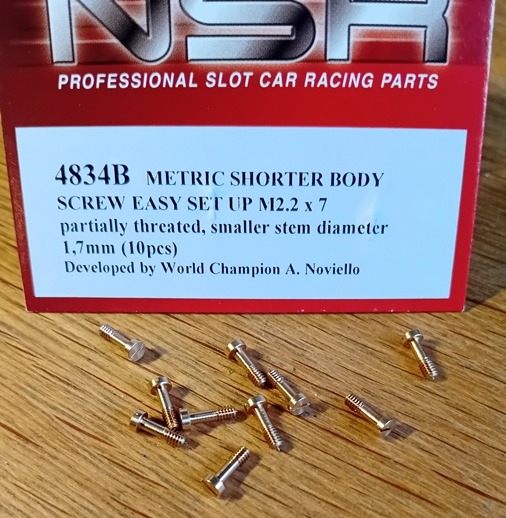 NSR
PROFESSIONAL SLOT CAR RACING PARTS
4834B METRIC SHORTER BODY
SCREW EASY SET UP M2.2 x 7
partially threated, smaller stem diameter
1,7mm (10pcs)
Developed by World Champion A. Noviello